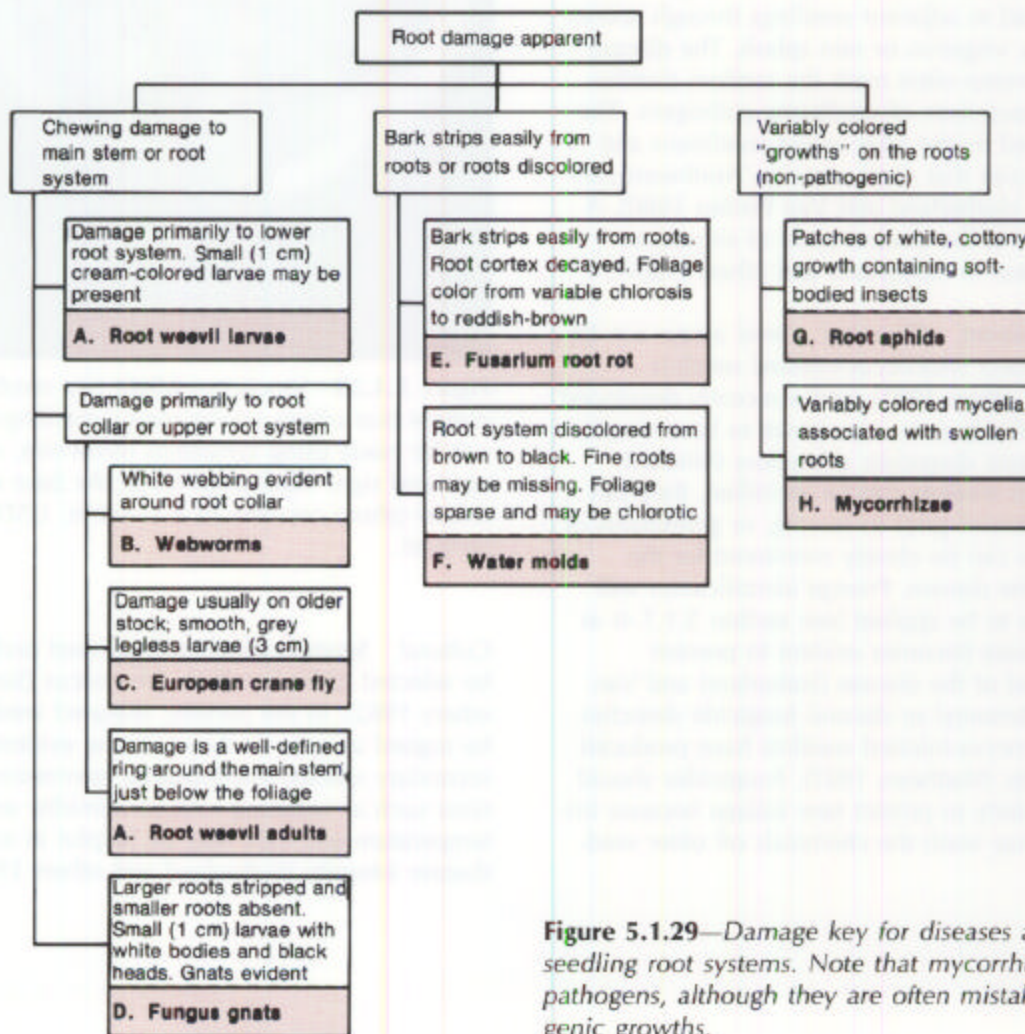 Root damage apparent
Chewing damage to
main stem or root
system
Damage primarily to lower
root system. Small (1 cm)
cream-colored larvae may be
present
A. Root weevil larvae
Damage primarily to root
collar or upper root system
White webbing evident
around root collar
B. Webworms
Damage usually on older
stock; smooth, grey
legless larvae (3 cm)
C. European crane fly
Damage is a well-defined
ring around the main stem,
just below the foliage
A. Root weevil adults
Larger roots stripped and
smaller roots absent.
Small (1 cm) larvae with
white bodies and black
heads. Gnats evident
D. Fungus gnats
Bark strips easily from
roots or roots discolored
Bark strips easily from roots.
Root cortex decayed. Foliage
color from variable chlorosis
to reddish-brown
E. Fusarium root rot
Root system discolored from
brown to black. Fine roots
may be missing. Foliage
sparse and may be chlorotic
F. Water molds
Variably colored
"growths" on the roots
(non-pathogenic)
Patches of white, cottony
growth containing soft-
bodied insects
G. Root aphids
Variably colored mycelia
associated with swollen
roots
H. Mycorrhizae
Figure 5.1.29—Damage key for diseases a
seedling root systems. Note that mycorrhi
pathogens, although they are often mistak
genic growths.